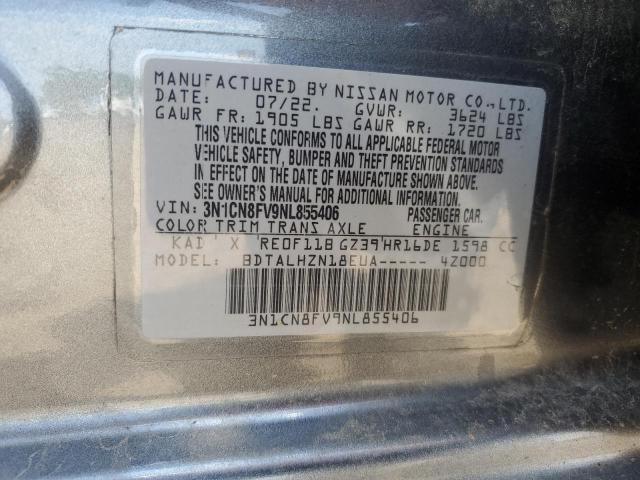 MANUFACTURED BY NISSAN MOTOR CO.,LTD.
DATE: 07/22. GVWR: 3624 LBS
GAWR FR: 1905 LBS GAWR RR: 1720 LBS
THIS VEHICLE CONFORMS TO ALL APPLICABLE FEDERAL MOTOR
VEHICLE SAFETY, BUMPER AND THEFT PREVENTION STANDARDS
IN EFFECT ON THE DATE OF MANUFACTURE SHOWN ABOVE.
SEE OWNER'S MANUAL FOR ADDITIONAL INFORMATION.
VIN: 3N1CN8FV9NL855406 PASSENGER CAR.
COLOR TRIM TRANS AXLE ENGINE
KAD X RE0F11B GZ39 HR16DE 1598 CC
MODEL: BDTALHZN18EUA----- 4Z000
3N1CN8FV9NL855406